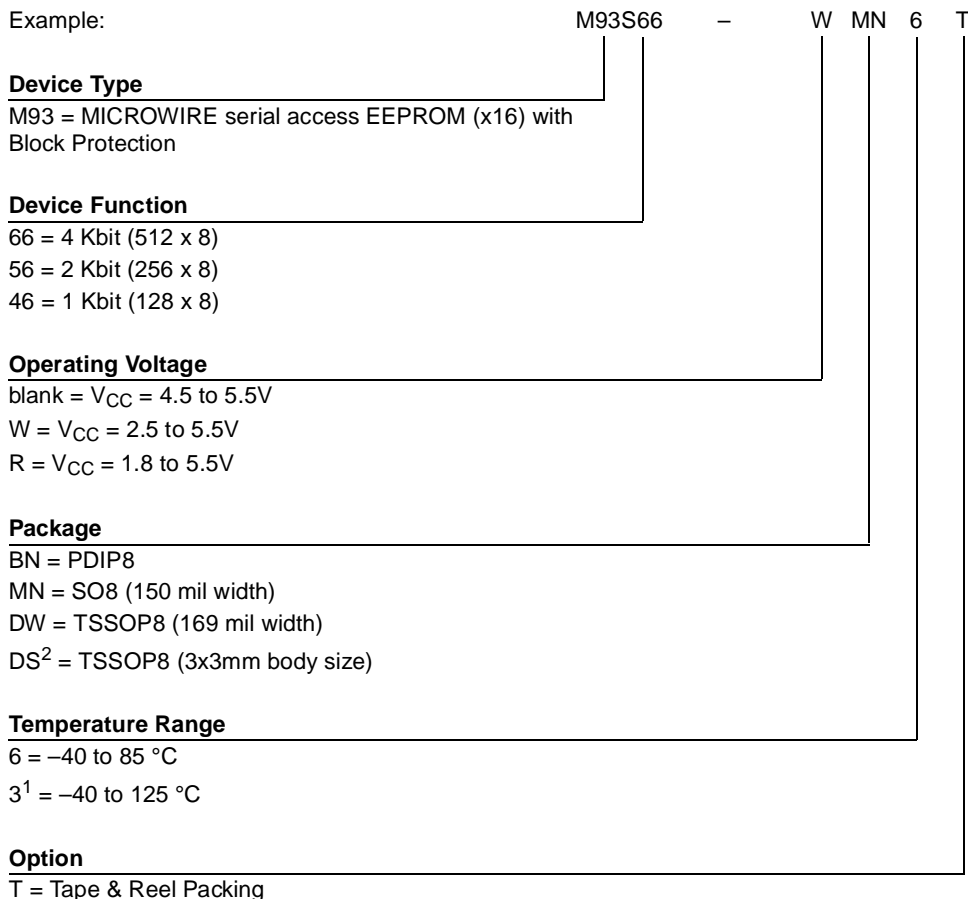 Example: M93S66 – W MN 6 T
Device Type
M93 = MICROWIRE serial access EEPROM (x16) with
Block Protection
Device Function
66 = 4 Kbit (512 x 8)
56 = 2 Kbit (256 x 8)
46 = 1 Kbit (128 x 8)
Operating Voltage
blank = VCC = 4.5 to 5.5V
W = VCC = 2.5 to 5.5V
R = VCC = 1.8 to 5.5V
Package
BN = PDIP8
MN = SO8 (150 mil width)
DW = TSSOP8 (169 mil width)
DS2 = TSSOP8 (3x3mm body size)
Temperature Range
6 = –40 to 85 °C
31 = –40 to 125 °C
Option
T = Tape & Reel Packing